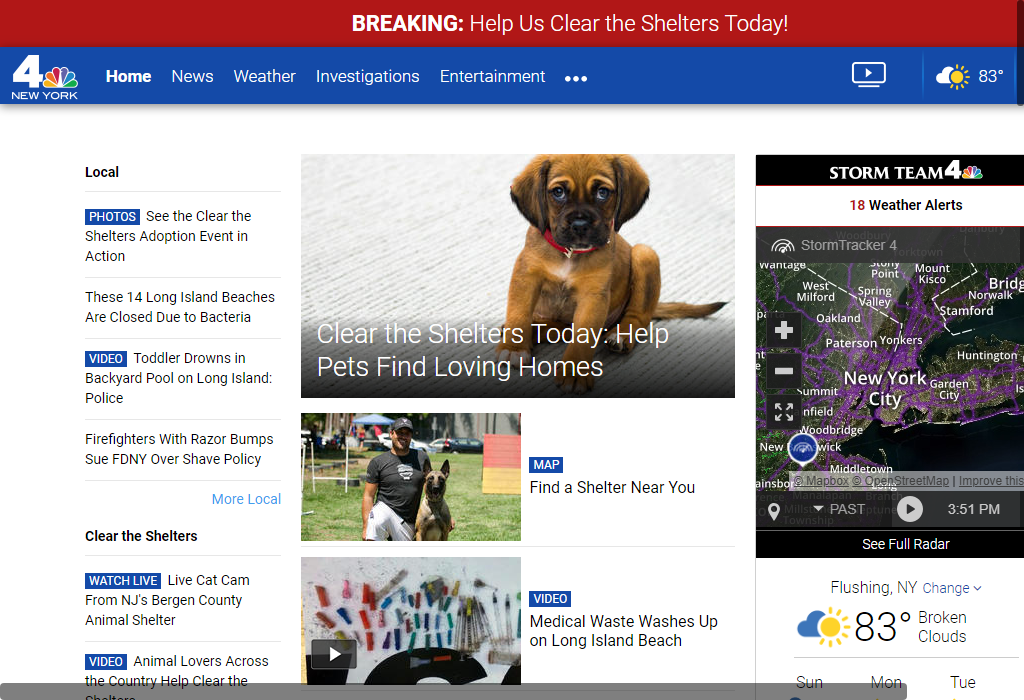 BREAKING: Help Us Clear the Shelters Today!
4
NEW YORK
Home News Weather Investigations Entertainment ••• 83°
Local
PHOTOS See the Clear the
Shelters Adoption Event in
Action
These 14 Long Island Beaches
Are Closed Due to Bacteria
VIDEO Toddler Drowns in
Backyard Pool on Long Island:
Police
Firefighters With Razor Bumps
Sue FDNY Over Shave Policy
More Local
Clear the Shelters
WATCH LIVE Live Cat Cam
From NJ's Bergen County
Animal Shelter
VIDEO Animal Lovers Across
the Country Help Clear the
Shelters
Clear the Shelters Today: Help
Pets Find Loving Homes
MAP
Find a Shelter Near You
VIDEO
Medical Waste Washes Up
on Long Island Beach
STORM TEAM 4
18 Weather Alerts
StormTracker 4
Woodbury
Danbury
Yorktown
Wantage
Stony
Point
Mount
Kisco
West
Milford
Spring
Valley
Bridg
Norwalk
Stamford
Oakland
Paterson
Yonkers
Huntington
New York
City
Garden
City
Summit
nfield
Woodbridge
New
wick
Middletown
ainsbor
Long
Branch
© Mapbox © OpenStreetMap | Improve this
Manalapan
Township
PAST 3:51 PM
See Full Radar
Flushing, NY Change
83° Broken
Clouds
Sun Mon Tue